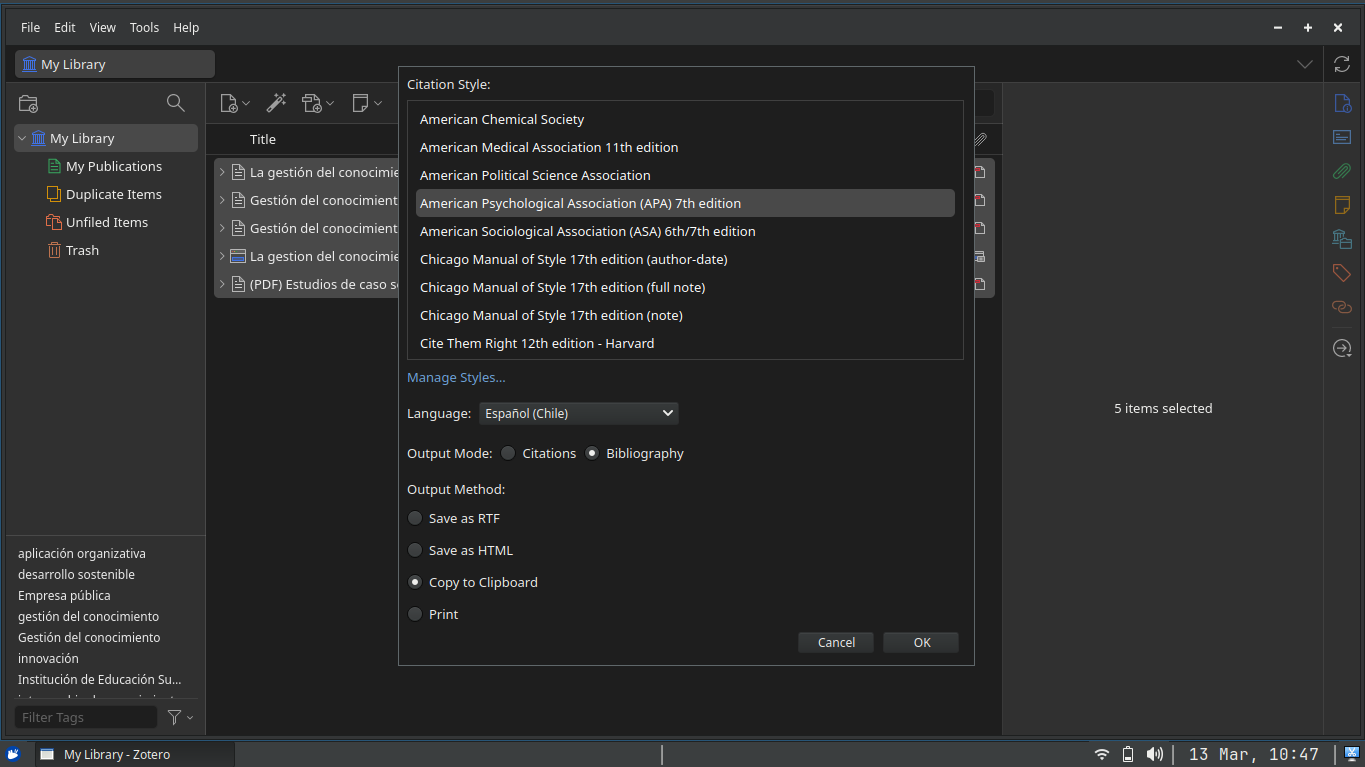 File Edit View Tools Help
My Library
Citation Style:
American Chemical Society
American Medical Association 11th edition
American Political Science Association
American Psychological Association (APA) 7th edition
American Sociological Association (ASA) 6th/7th edition
Chicago Manual of Style 17th edition (author-date)
Chicago Manual of Style 17th edition (full note)
Chicago Manual of Style 17th edition (note)
Cite Them Right 12th edition - Harvard
Manage Styles...
Language: Español (Chile)
Output Mode: Citations Bibliography
Output Method:
Save as RTF
Save as HTML
Copy to Clipboard
Print
Cancel OK
My Library
My Publications
Duplicate Items
Unfiled Items
Trash
Title
La gestión del conocimie
Gestión del conocimient
Gestión del conocimient
La gestion del conocimie
(PDF) Estudios de caso s
5 items selected
aplicación organizativa
desarrollo sostenible
Empresa pública
gestión del conocimiento
Gestión del conocimiento
innovación
Institución de Educación Su...
Filter Tags
My Library - Zotero
13 Mar, 10:47